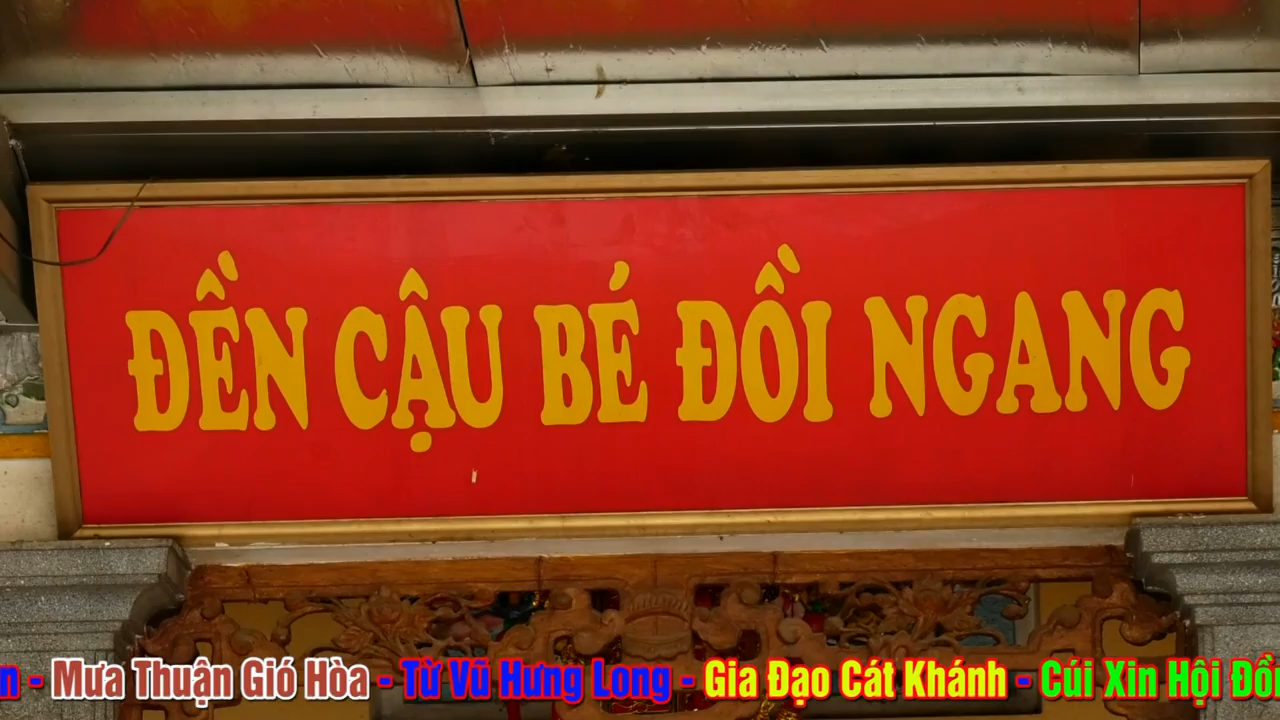 ĐỀN CẬU BÉ ĐỒI NGANG
- Mưa Thuận Gió Hòa - Từ Vũ Hưng Long - Gia Đạo Cát Khánh - Cúi Xin Hội